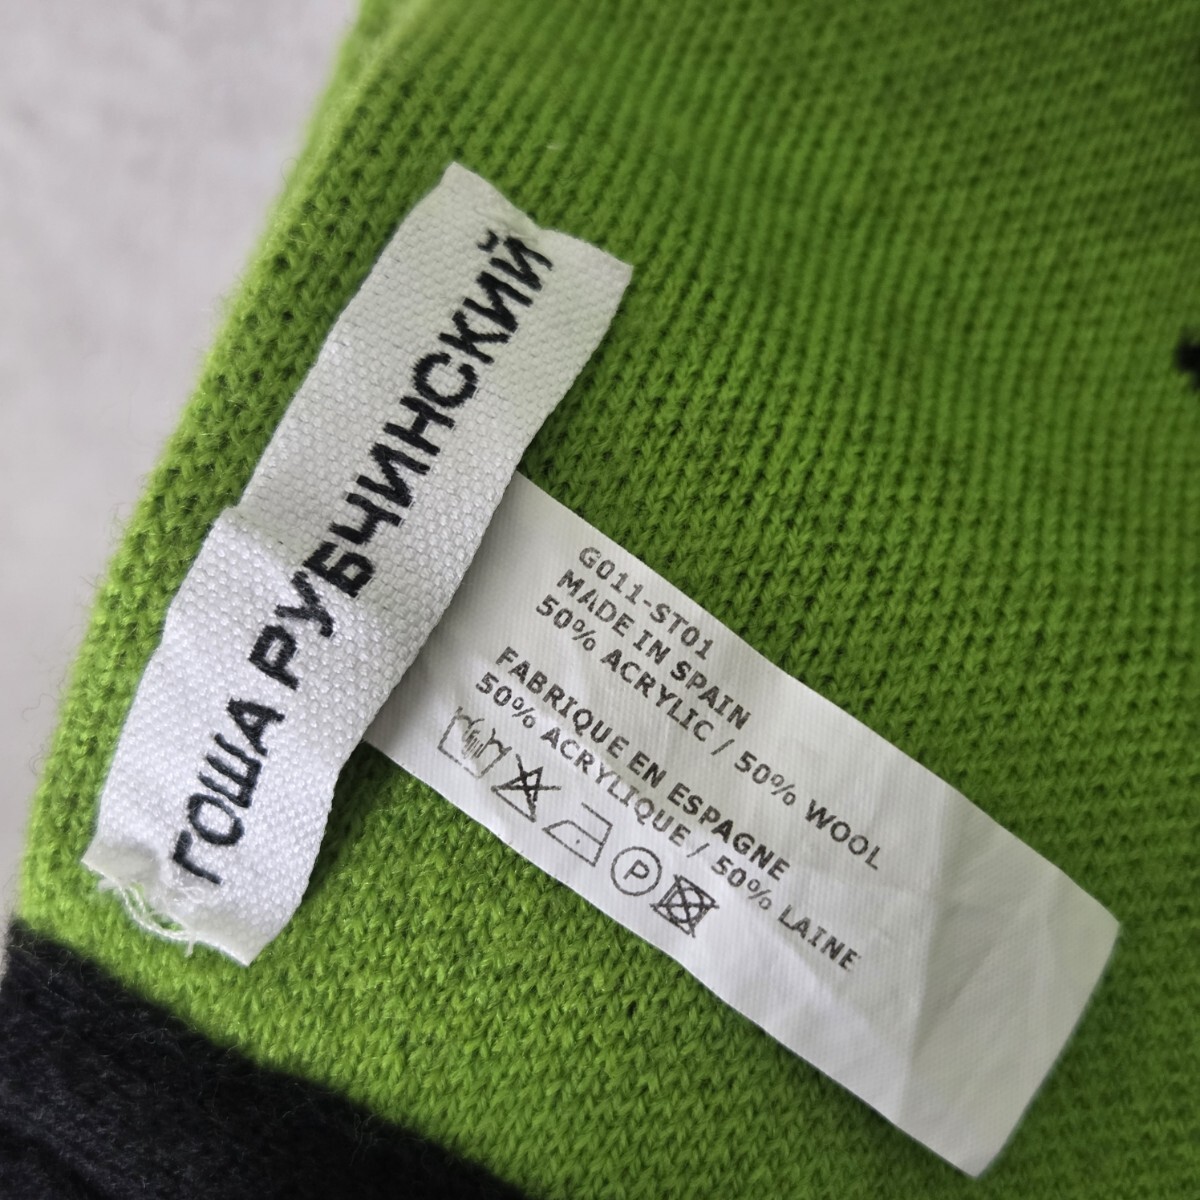 ГОША РУБЧИНСКИЙ
G011-ST01
MADE IN SPAIN
50% ACRYLIC / 50% WOOL
FABRIQUE EN ESPAGNE
50% ACRYLIQUE / 50% LAINE
P